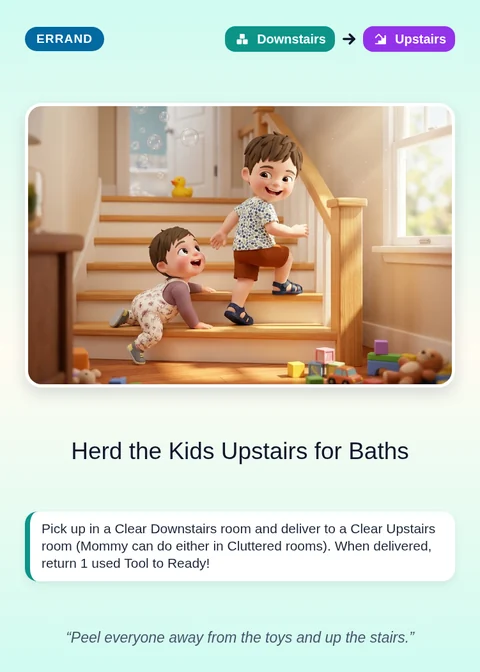 ERRAND
Downstairs → Upstairs
Herd the Kids Upstairs for Baths
Pick up in a Clear Downstairs room and deliver to a Clear Upstairs
room (Mommy can do either in Cluttered rooms). When delivered,
return 1 used Tool to Ready!
“Peel everyone away from the toys and up the stairs.”